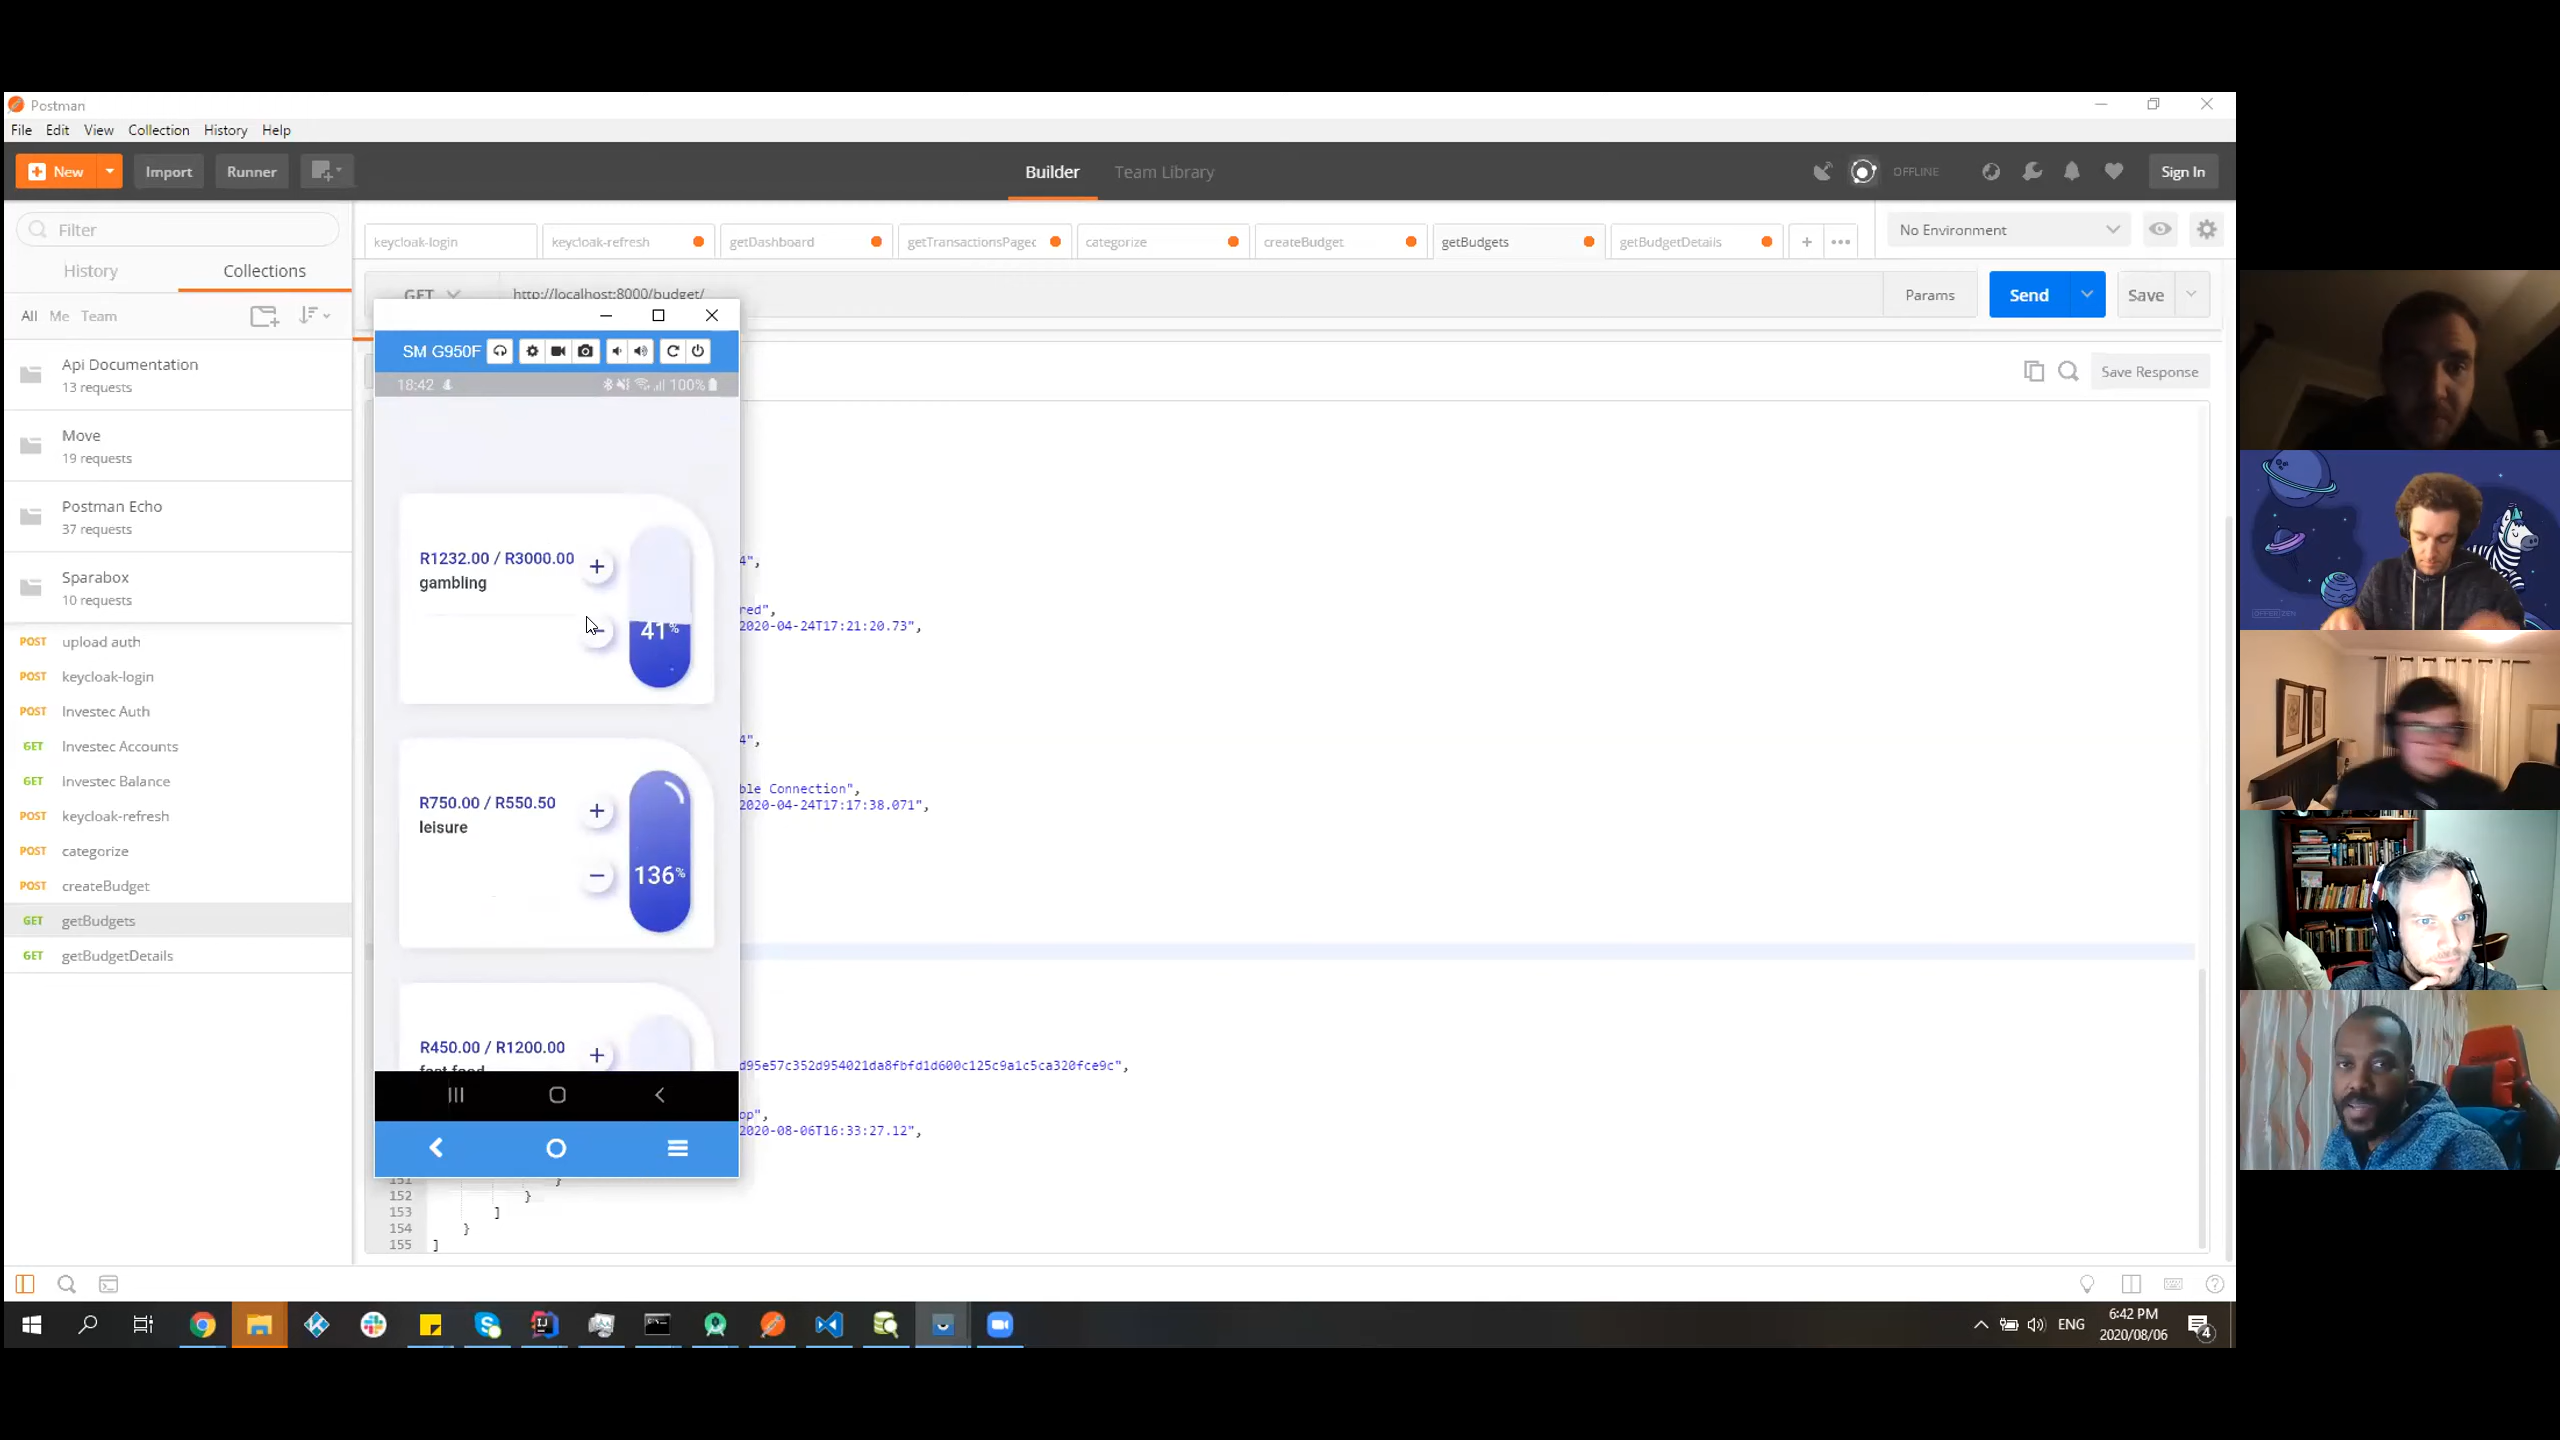 Postman
File Edit View Collection History Help
New Import Runner Builder Team Library OFFLINE Sign In
Filter
History Collections
All Me Team
Api Documentation
13 requests
Move
19 requests
Postman Echo
37 requests
Sparabox
10 requests
POST upload auth
POST keycloak-login
POST Investec Auth
GET Investec Accounts
GET Investec Balance
POST keycloak-refresh
POST categorize
POST createBudget
GET getBudgets
GET getBudgetDetails
keycloak-login keycloak-refresh getDashboard getTransactionsPaged categorize createBudget getBudgets getBudgetDetails No Environment
GET http://localhost:8000/budget/ Params Send Save
Save Response
SM G950F
18:42 100%
R1232.00 / R3000.00
gambling
41%
R750.00 / R550.50
leisure
136%
R450.00 / R1200.00
fast food
4",
red",
2020-04-24T17:21:20.73",
4",
ble Connection",
2020-04-24T17:17:38.071",
d95e57c352d954021da8fbfd1d600c125c9a1c5ca320fce9c",
op",
2020-08-06T16:33:27.12",
151 }
152 }
153 ]
154 }
155 ]
ENG 6:42 PM
2020/08/06
4